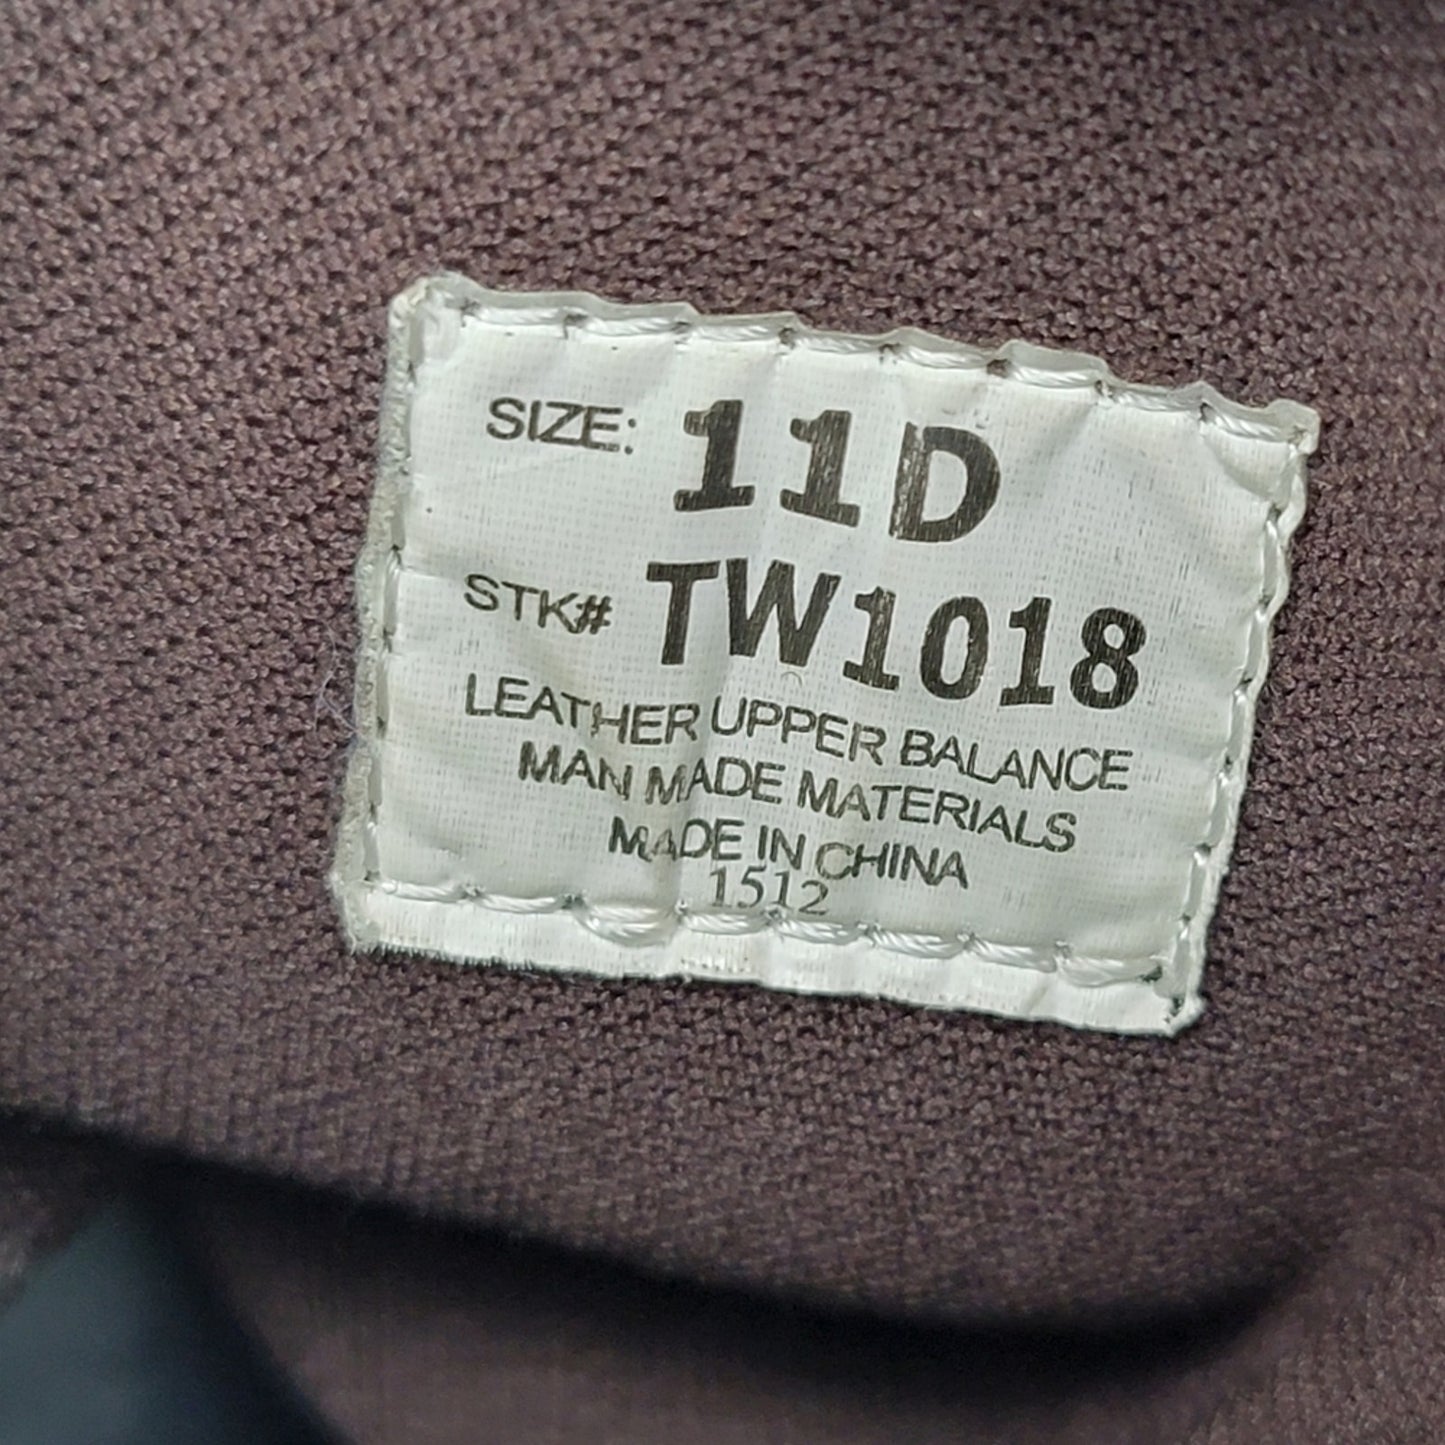 SIZE: 11D
STK# TW1018
LEATHER UPPER BALANCE
MAN MADE MATERIALS
MADE IN CHINA
1512